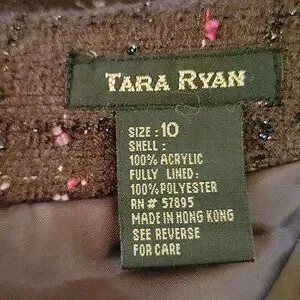 TARA RYAN
SIZE: 10
SHELL:
100% ACRYLIC
FULLY LINED:
100% POLYESTER
RN# 57895
MADE IN HONG KONG
SEE REVERSE
FOR CARE